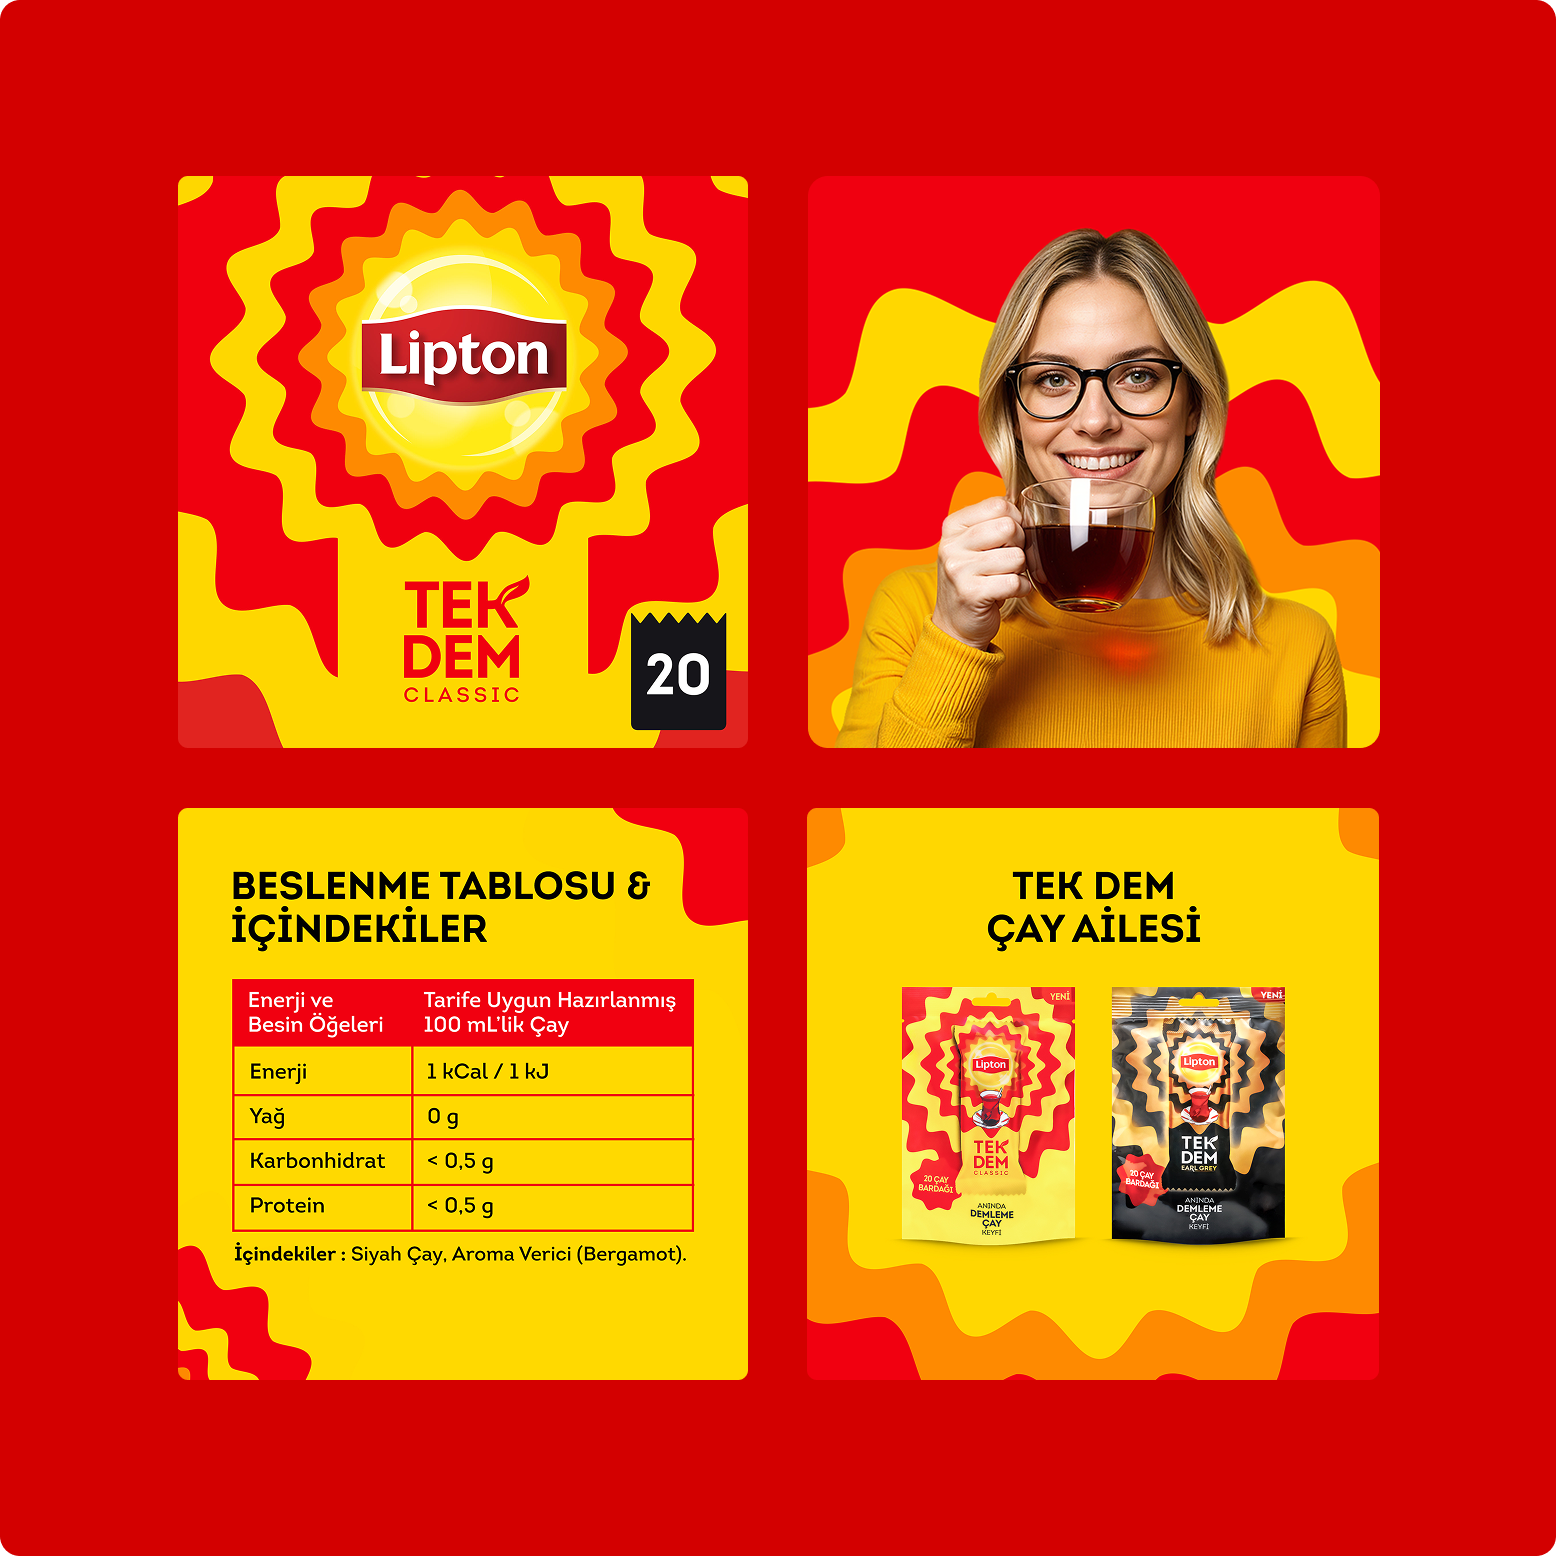 Lipton
TEK
DEM
CLASSIC
20
BESLENME TABLOSU &
İÇİNDEKİLER
Enerji ve
Besin Öğeleri
Tarife Uygun Hazırlanmış
100 mL'lik Çay
Enerji
1 kCal / 1 kJ
Yağ
0 g
Karbonhidrat
< 0,5 g
Protein
< 0,5 g
İçindekiler : Siyah Çay, Aroma Verici (Bergamot).
TEK DEM
ÇAY AİLESİ
YENİ
Lipton
TEK
DEM
CLASSIC
20 ÇAY
BARDAĞI
ANINDA
DEMLEME
ÇAY
KEYFİ
YENİ
Lipton
TEK
DEM
EARL GREY
20 ÇAY
BARDAĞI
ANINDA
DEMLEME
ÇAY
KEYFİ